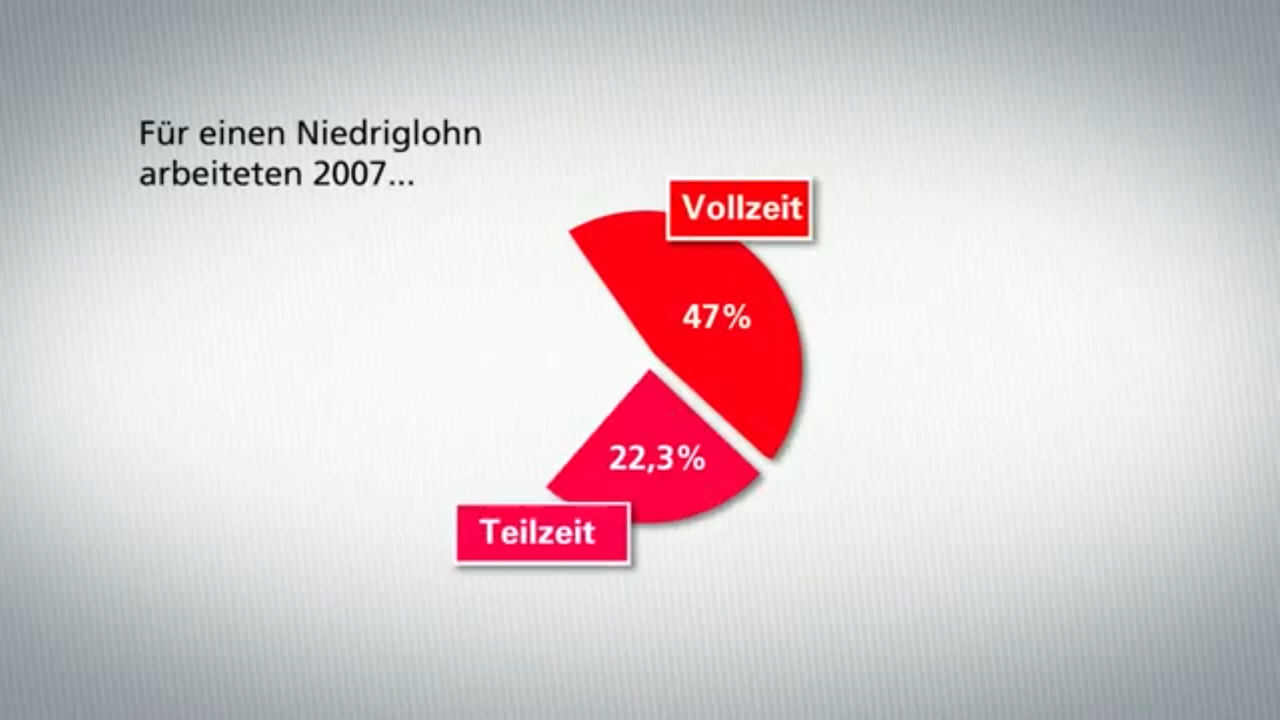 Für einen Niedriglohn
arbeiteten 2007...
Vollzeit
47%
22,3%
Teilzeit